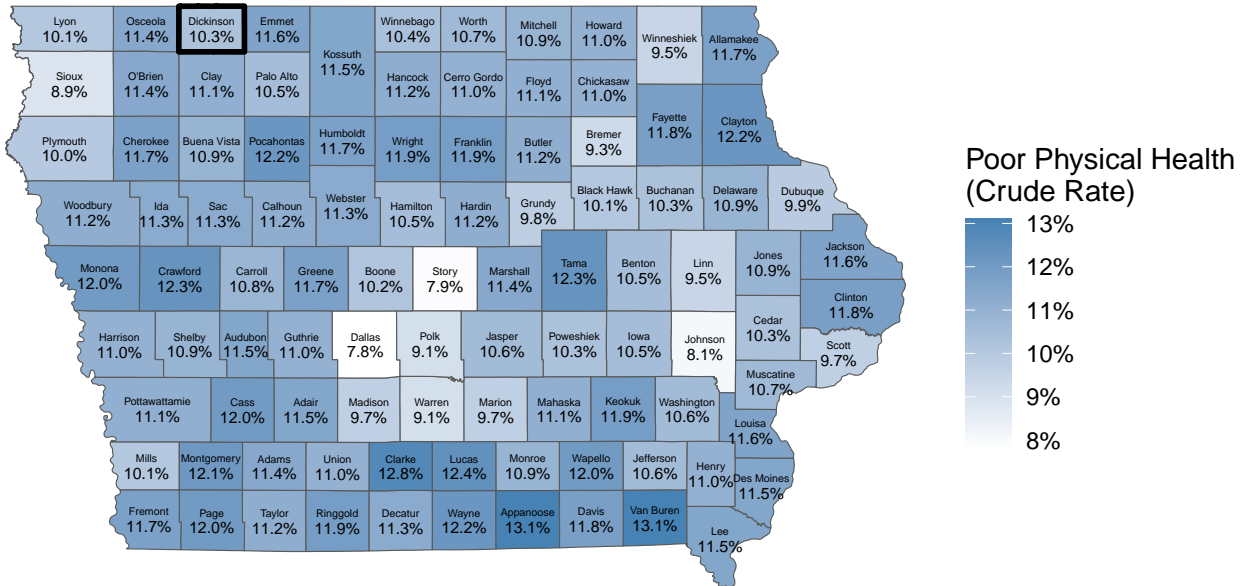 Lyon
10.1%
Osceola
11.4%
Dickinson
10.3%
Emmet
11.6%
Kossuth
11.5%
Winnebago
10.4%
Worth
10.7%
Mitchell
10.9%
Howard
11.0%
Winneshiek
9.5%
Allamakee
11.7%
Sioux
8.9%
O'Brien
11.4%
Clay
11.1%
Palo Alto
10.5%
Hancock
11.2%
Cerro Gordo
11.0%
Floyd
11.1%
Chickasaw
11.0%
Fayette
11.8%
Clayton
12.2%
Plymouth
10.0%
Cherokee
11.7%
Buena Vista
10.9%
Pocahontas
12.2%
Humboldt
11.7%
Wright
11.9%
Franklin
11.9%
Butler
11.2%
Bremer
9.3%
Woodbury
11.2%
Ida
11.3%
Sac
11.3%
Calhoun
11.2%
Webster
11.3%
Hamilton
10.5%
Hardin
11.2%
Grundy
9.8%
Black Hawk
10.1%
Buchanan
10.3%
Delaware
10.9%
Dubuque
9.9%
Monona
12.0%
Crawford
12.3%
Carroll
10.8%
Greene
11.7%
Boone
10.2%
Story
7.9%
Marshall
11.4%
Tama
12.3%
Benton
10.5%
Linn
9.5%
Jones
10.9%
Jackson
11.6%
Clinton
11.8%
Harrison
11.0%
Shelby
10.9%
Audubon
11.5%
Guthrie
11.0%
Dallas
7.8%
Polk
9.1%
Jasper
10.6%
Poweshiek
10.3%
Iowa
10.5%
Johnson
8.1%
Cedar
10.3%
Scott
9.7%
Muscatine
10.7%
Pottawattamie
11.1%
Cass
12.0%
Adair
11.5%
Madison
9.7%
Warren
9.1%
Marion
9.7%
Mahaska
11.1%
Keokuk
11.9%
Washington
10.6%
Louisa
11.6%
Mills
10.1%
Montgomery
12.1%
Adams
11.4%
Union
11.0%
Clarke
12.8%
Lucas
12.4%
Monroe
10.9%
Wapello
12.0%
Jefferson
10.6%
Henry
11.0%
Des Moines
11.5%
Fremont
11.7%
Page
12.0%
Taylor
11.2%
Ringgold
11.9%
Decatur
11.3%
Wayne
12.2%
Appanoose
13.1%
Davis
11.8%
Van Buren
13.1%
Lee
11.5%
Poor Physical Health
(Crude Rate)
13%
12%
11%
10%
9%
8%